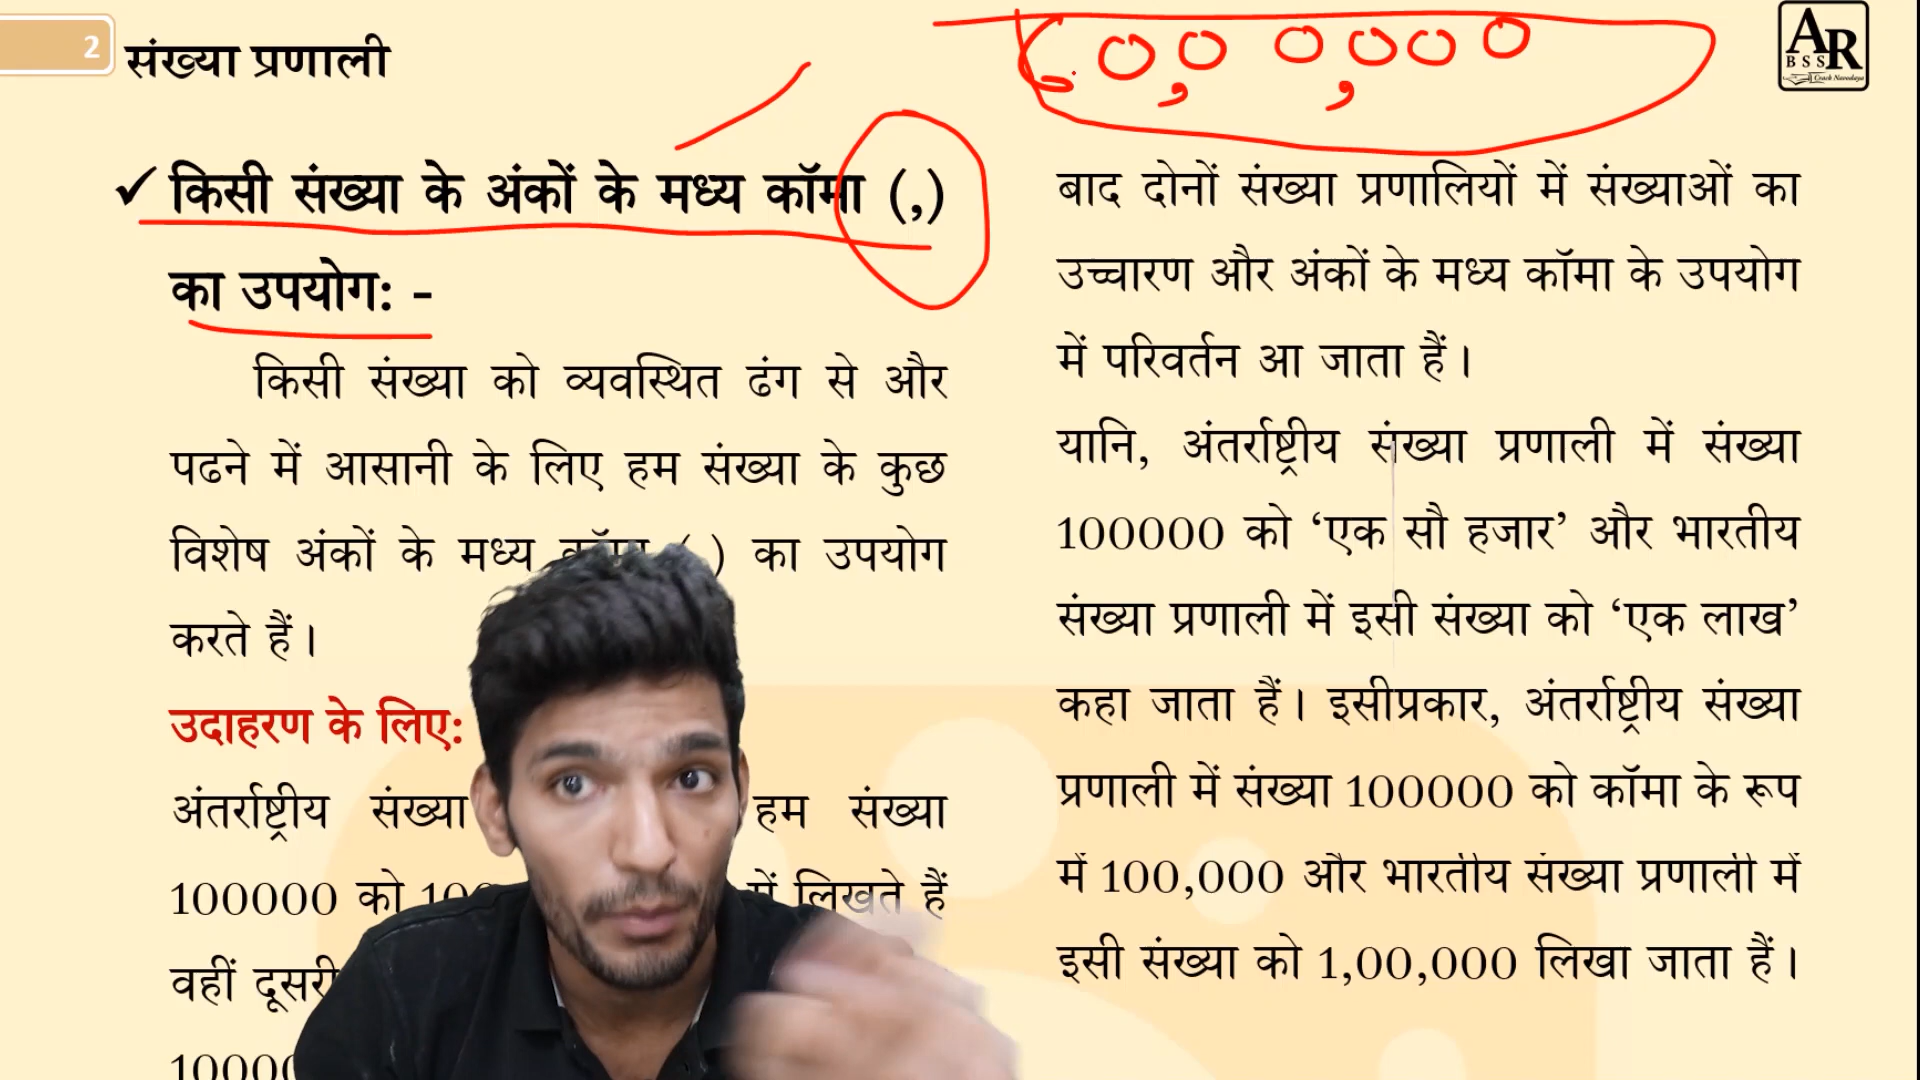 2
संख्या प्रणाली
AR
BSS
Crack Navodaya
✓ किसी संख्या के अंकों के मध्य कॉमा (,)
का उपयोग: -
किसी संख्या को व्यवस्थित ढंग से और
पढने में आसानी के लिए हम संख्या के कुछ
विशेष अंकों के मध्य का उपयोग
करते हैं।
उदाहरण के लिए:
अंतर्राष्ट्रीय संख्या हम संख्या
100000 को में लिखते हैं
वहीं दूसरी
बाद दोनों संख्या प्रणालियों में संख्याओं का
उच्चारण और अंकों के मध्य कॉमा के उपयोग
में परिवर्तन आ जाता हैं।
यानि, अंतर्राष्ट्रीय संख्या प्रणाली में संख्या
100000 को ‘एक सौ हजार’ और भारतीय
संख्या प्रणाली में इसी संख्या को ‘एक लाख’
कहा जाता हैं। इसीप्रकार, अंतर्राष्ट्रीय संख्या
प्रणाली में संख्या 100000 को कॉमा के रूप
में 100,000 और भारतीय संख्या प्रणाली में
इसी संख्या को 1,00,000 लिखा जाता हैं।